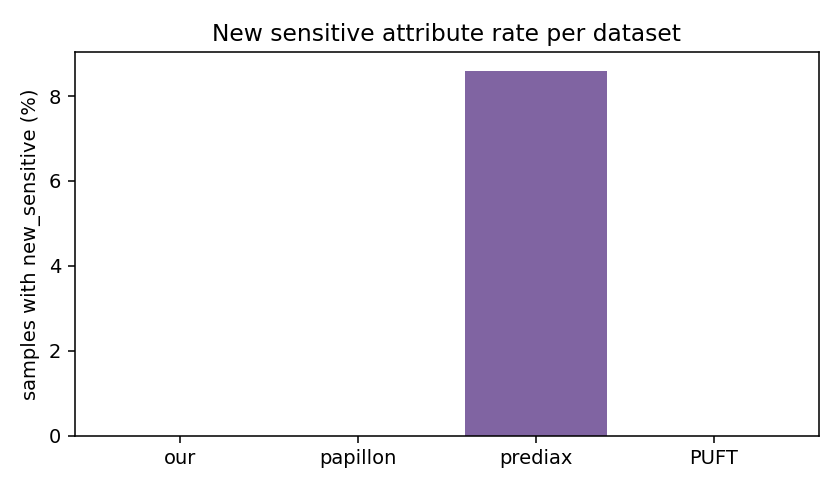 New sensitive attribute rate per dataset
samples with new_sensitive (%)
8
6
4
2
0
our papillon prediax PUFT